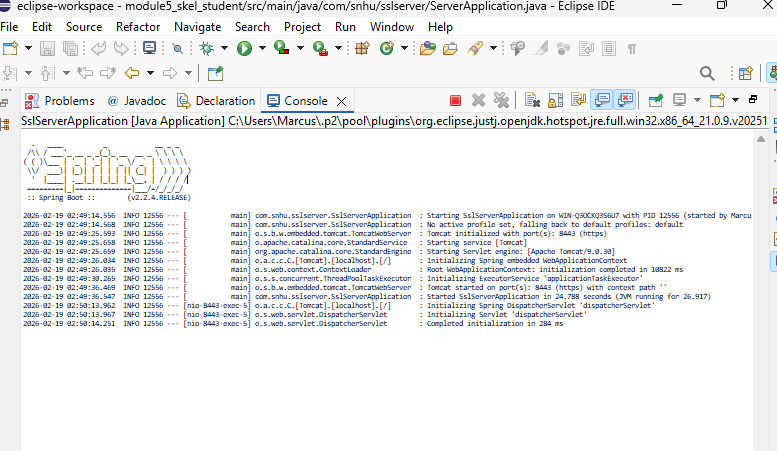 eclipse-workspace - module5_skel_student/src/main/java/com/snhu/sslserver/ServerApplication.java - Eclipse IDE
File Edit Source Refactor Navigate Search Project Run Window Help
Problems @ Javadoc Declaration Console
SslServerApplication [Java Application] C:\Users\Marcus\.p2\pool\plugins\org.eclipse.justj.openjdk.hotspot.jre.full.win32.x86_64_21.0.9.v20251
:: Spring Boot :: (v2.2.4.RELEASE)
2026-02-19 02:49:14.556 INFO 12556 --- [ main] com.snhu.sslserver.SslServerApplication : Starting SslServerApplication on WIN-Q3OCKQ3S6U7 with PID 12556 (started by Marcu
2026-02-19 02:49:14.568 INFO 12556 --- [ main] com.snhu.sslserver.SslServerApplication : No active profile set, falling back to default profiles: default
2026-02-19 02:49:25.593 INFO 12556 --- [ main] o.s.b.w.embedded.tomcat.TomcatWebServer : Tomcat initialized with port(s): 8443 (https)
2026-02-19 02:49:25.658 INFO 12556 --- [ main] o.apache.catalina.core.StandardService : Starting service [Tomcat]
2026-02-19 02:49:25.659 INFO 12556 --- [ main] org.apache.catalina.core.StandardEngine : Starting Servlet engine: [Apache Tomcat/9.0.30]
2026-02-19 02:49:26.034 INFO 12556 --- [ main] o.a.c.c.C.[Tomcat].[localhost].[/] : Initializing Spring embedded WebApplicationContext
2026-02-19 02:49:26.035 INFO 12556 --- [ main] o.s.web.context.ContextLoader : Root WebApplicationContext: initialization completed in 10822 ms
2026-02-19 02:49:30.265 INFO 12556 --- [ main] o.s.s.concurrent.ThreadPoolTaskExecutor : Initializing ExecutorService 'applicationTaskExecutor'
2026-02-19 02:49:36.469 INFO 12556 --- [ main] o.s.b.w.embedded.tomcat.TomcatWebServer : Tomcat started on port(s): 8443 (https) with context path ''
2026-02-19 02:49:36.547 INFO 12556 --- [ main] com.snhu.sslserver.SslServerApplication : Started SslServerApplication in 24.788 seconds (JVM running for 26.917)
2026-02-19 02:50:13.962 INFO 12556 --- [nio-8443-exec-5] o.a.c.c.C.[Tomcat].[localhost].[/] : Initializing Spring DispatcherServlet 'dispatcherServlet'
2026-02-19 02:50:13.967 INFO 12556 --- [nio-8443-exec-5] o.s.web.servlet.DispatcherServlet : Initializing Servlet 'dispatcherServlet'
2026-02-19 02:50:14.251 INFO 12556 --- [nio-8443-exec-5] o.s.web.servlet.DispatcherServlet : Completed initialization in 284 ms